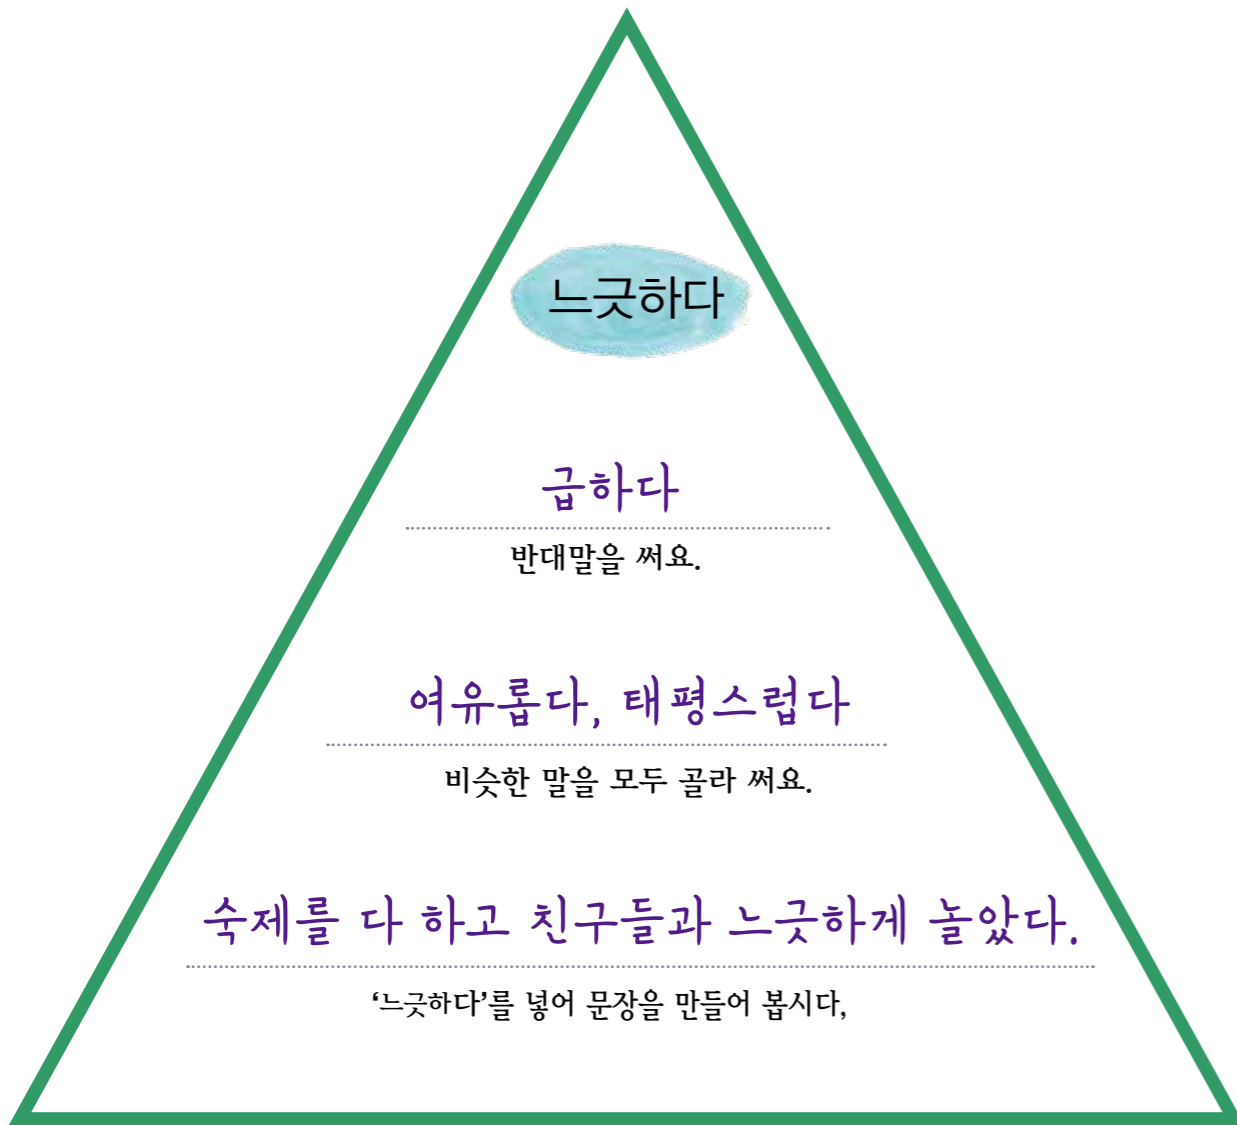 느긋하다
급하다
반대말을 써요.
여유롭다, 태평스럽다
비슷한 말을 모두 골라 써요.
숙제를 다 하고 친구들과 느긋하게 놀았다.
‘느긋하다’를 넣어 문장을 만들어 봅시다,